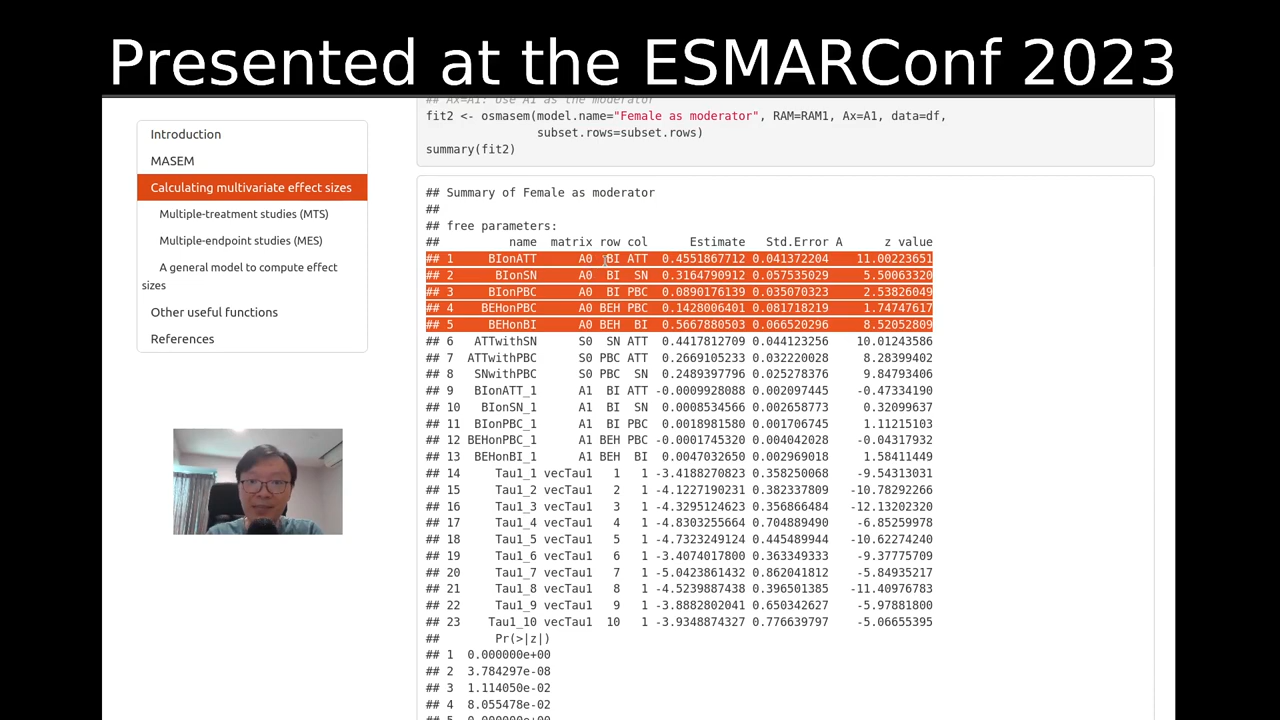 Presented at the ESMARConf 2023
Introduction
MASEM
Calculating multivariate effect sizes
Multiple-treatment studies (MTS)
Multiple-endpoint studies (MES)
A general model to compute effect
sizes
Other useful functions
References
## Ax=A1: Use A1 as the moderator
fit2 <- osmasem(model.name="Female as moderator", RAM=RAM1, Ax=A1, data=df,
subset.rows=subset.rows)
summary(fit2)
## Summary of Female as moderator
##
## free parameters:
## name matrix row col Estimate Std.Error A z value
## 1 BIonATT A0 BI ATT 0.4551867712 0.041372204 11.00223651
## 2 BIonSN A0 BI SN 0.3164790912 0.057535029 5.50063320
## 3 BIonPBC A0 BI PBC 0.0890176139 0.035070323 2.53826049
## 4 BEHonPBC A0 BEH PBC 0.1428006401 0.081718219 1.74747617
## 5 BEHonBI A0 BEH BI 0.5667880503 0.066520296 8.52052809
## 6 ATTwithSN S0 SN ATT 0.4417812709 0.044123256 10.01243586
## 7 ATTwithPBC S0 PBC ATT 0.2669105233 0.032220028 8.28399402
## 8 SNwithPBC S0 PBC SN 0.2489397796 0.025278376 9.84793406
## 9 BIonATT_1 A1 BI ATT -0.0009928088 0.002097445 -0.47334190
## 10 BIonSN_1 A1 BI SN 0.0008534566 0.002658773 0.32099637
## 11 BIonPBC_1 A1 BI PBC 0.0018981580 0.001706745 1.11215103
## 12 BEHonPBC_1 A1 BEH PBC -0.0001745320 0.004042028 -0.04317932
## 13 BEHonBI_1 A1 BEH BI 0.0047032650 0.002969018 1.58411449
## 14 Tau1_1 vecTau1 1 1 -3.4188270823 0.358250068 -9.54313031
## 15 Tau1_2 vecTau1 2 1 -4.1227190231 0.382337809 -10.78292266
## 16 Tau1_3 vecTau1 3 1 -4.3295124623 0.356866484 -12.13202320
## 17 Tau1_4 vecTau1 4 1 -4.8303255664 0.704889490 -6.85259978
## 18 Tau1_5 vecTau1 5 1 -4.7323249124 0.445489944 -10.62274240
## 19 Tau1_6 vecTau1 6 1 -3.4074017800 0.363349333 -9.37775709
## 20 Tau1_7 vecTau1 7 1 -5.0423861432 0.862041812 -5.84935217
## 21 Tau1_8 vecTau1 8 1 -4.5239887438 0.396501385 -11.40976783
## 22 Tau1_9 vecTau1 9 1 -3.8882802041 0.650342627 -5.97881800
## 23 Tau1_10 vecTau1 10 1 -3.9348874327 0.776639797 -5.06655395
## Pr(>|z|)
## 1 0.000000e+00
## 2 3.784297e-08
## 3 1.114050e-02
## 4 8.055478e-02
## 5 0.000000e+00